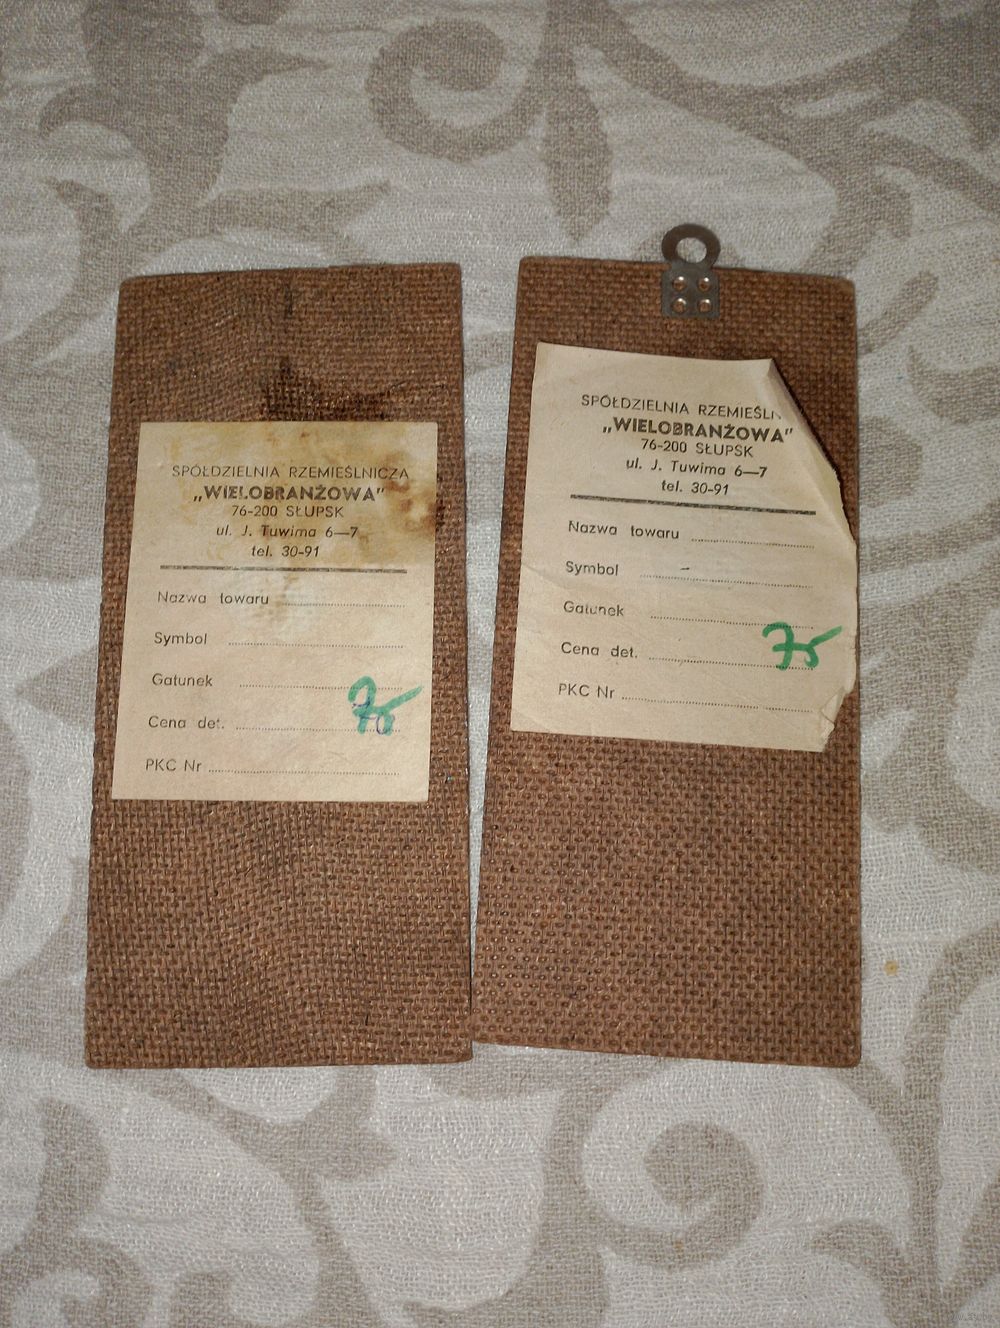 SPÓŁDZIELNIA RZEMIEŚLNICZA
„WIELOBRANŻOWA"
76-200 SŁUPSK
ul. J. Tuwima 6—7
tel. 30-91
Nazwa towaru
Symbol
Gatunek
Cena det.
PKC Nr
SPÓŁDZIELNIA RZEMIEŚLN
„WIELOBRANŻOWA"
76-200 SŁUPSK
ul. J. Tuwima 6—7
tel. 30-91
Nazwa towaru
Symbol
Gatunek
Cena det. 75
PKC Nr